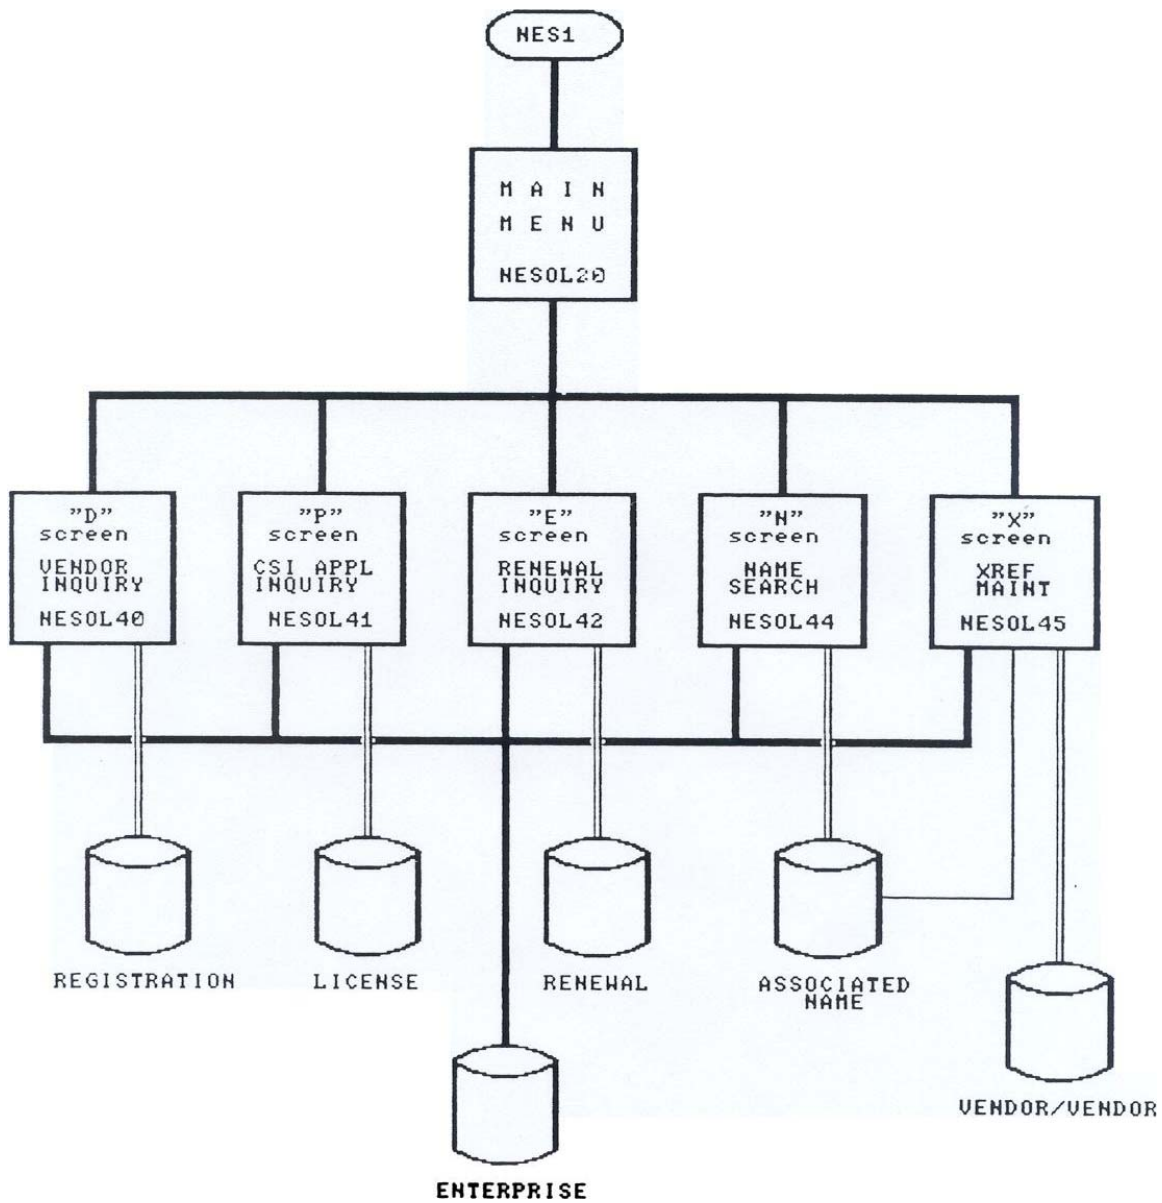 NES1
M A I N
M E N U
NESOL20
"D"
screen
VENDOR
INQUIRY
NESOL40
"P"
screen
CSI APPL
INQUIRY
NESOL41
"E"
screen
RENEWAL
INQUIRY
NESOL42
"N"
screen
NAME
SEARCH
NESOL44
"X"
screen
XREF
MAINT
NESOL45
REGISTRATION
LICENSE
RENEWAL
ASSOCIATED
NAME
VENDOR/VENDOR
ENTERPRISE